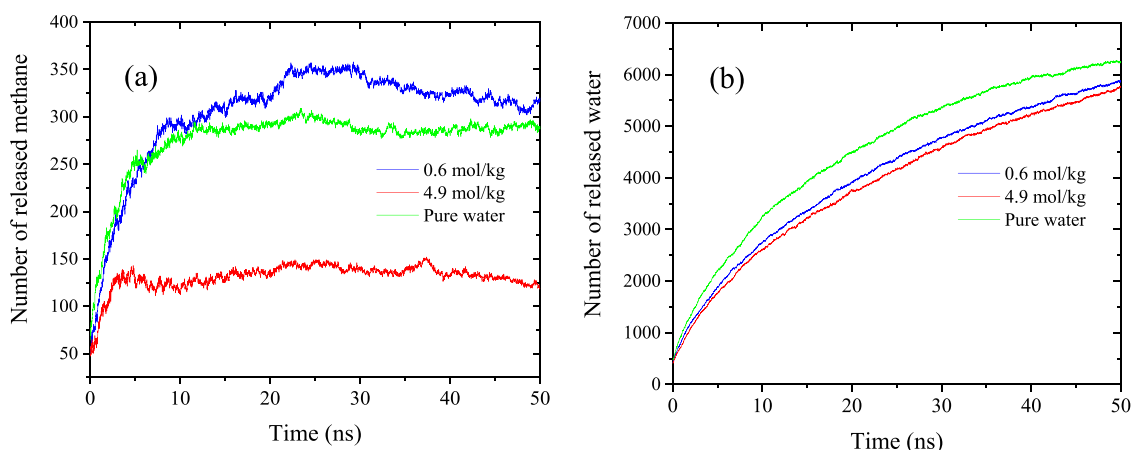 400
350
300
250
200
150
100
50
0
10
20
30
40
50
Number of released methane
Time (ns)
(a)
0.6 mol/kg
4.9 mol/kg
Pure water
7000
6000
5000
4000
3000
2000
1000
0
0
10
20
30
40
50
Number of released water
Time (ns)
(b)
0.6 mol/kg
4.9 mol/kg
Pure water